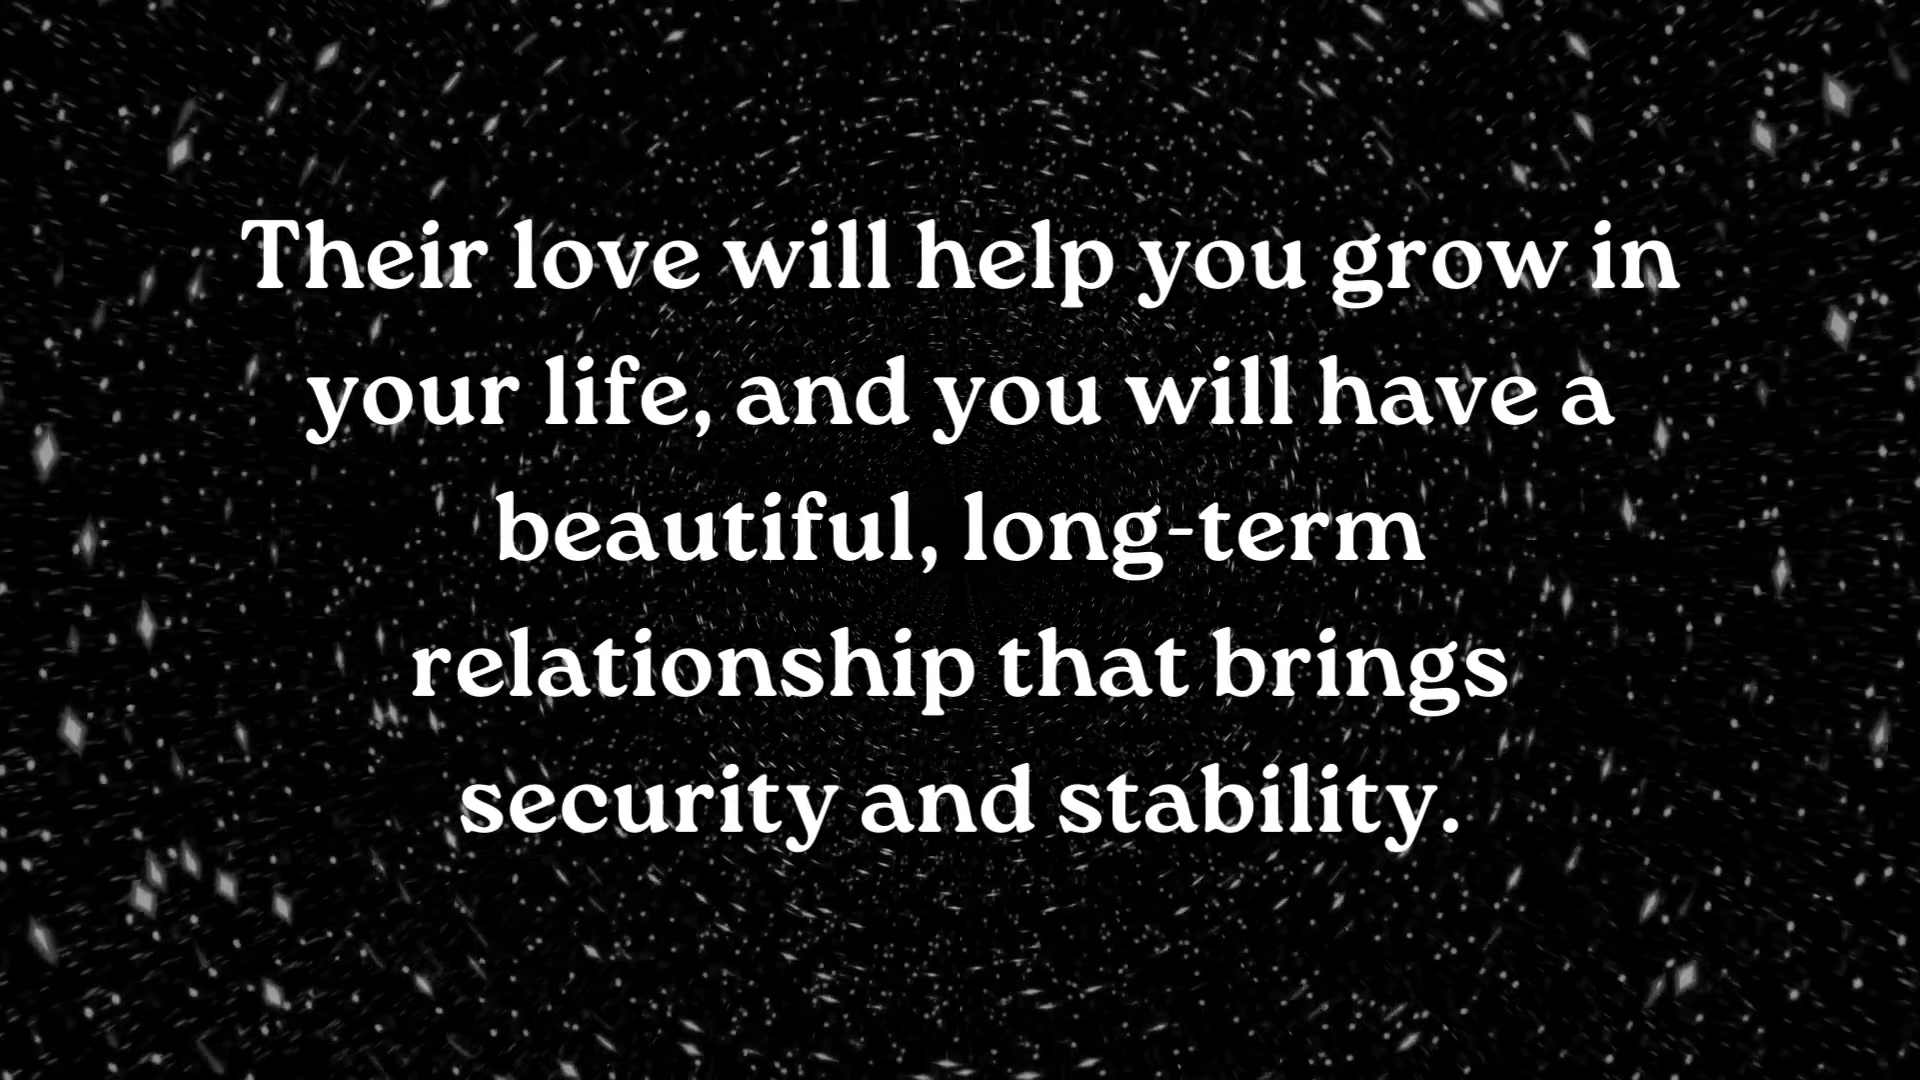 Their love will help you grow in
your life, and you will have a
beautiful, long-term
relationship that brings
security and stability.